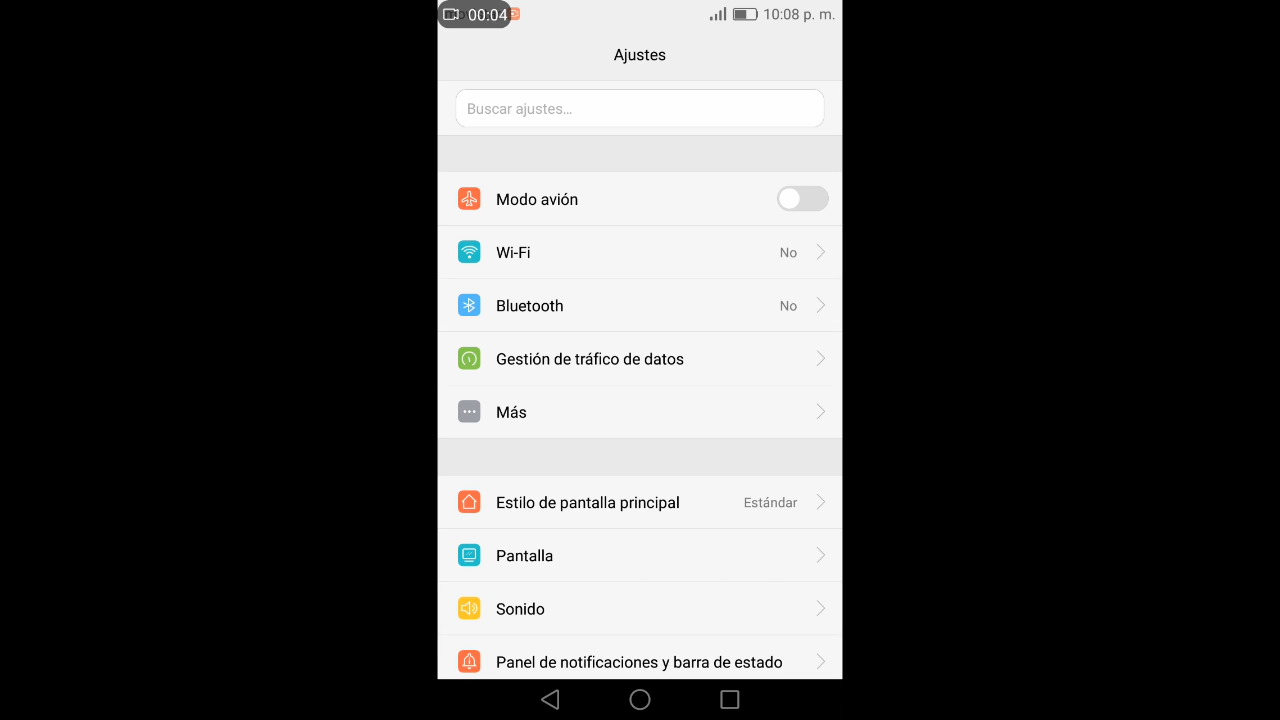 00:04
10:08 p. m.
Ajustes
Buscar ajustes...
Modo avión
Wi-Fi No
Bluetooth No
Gestión de tráfico de datos
Más
Estilo de pantalla principal Estándar
Pantalla
Sonido
Panel de notificaciones y barra de estado